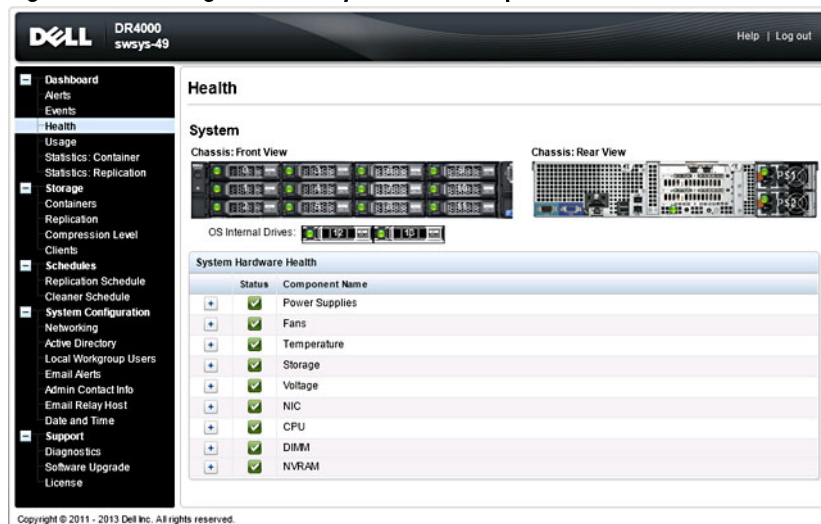 DELL
DR4000
swsys-49
Help | Log out
Dashboard
Alerts
Events
Health
Usage
Statistics: Container
Statistics: Replication
Storage
Containers
Replication
Compression Level
Clients
Schedules
Replication Schedule
Cleaner Schedule
System Configuration
Networking
Active Directory
Local Workgroup Users
Email Alerts
Admin Contact Info
Email Relay Host
Date and Time
Support
Diagnostics
Software Upgrade
License
Health
System
Chassis: Front View
Chassis: Rear View
PS1
PS2
OS Internal Drives:
12
13
System Hardware Health
Status Component Name
Power Supplies
Fans
Temperature
Storage
Voltage
NIC
CPU
DIMM
NVRAM
Copyright © 2011 - 2013 Dell Inc. All rights reserved.